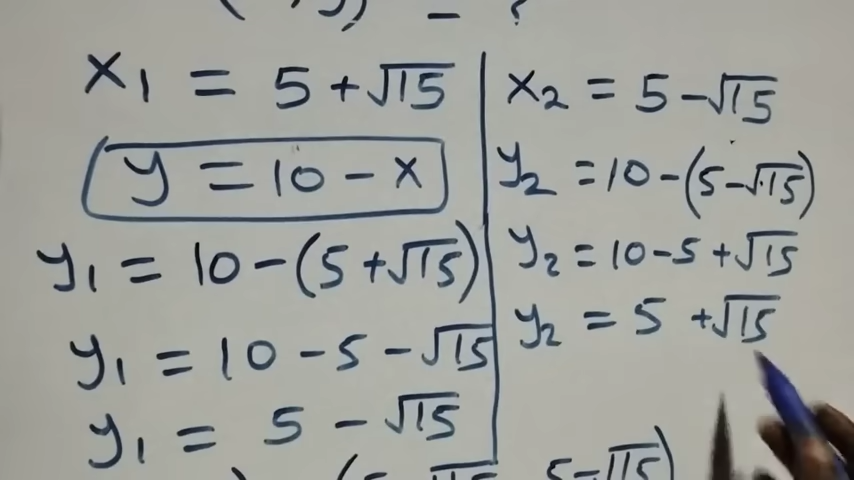 x₁ = 5 + √15
y = 10 - x
y₁ = 10 - (5 + √15)
y₁ = 10 - 5 - √15
y₁ = 5 - √15
x₂ = 5 - √15
y₂ = 10 - (5 - √15)
y₂ = 10 - 5 + √15
y₂ = 5 + √15